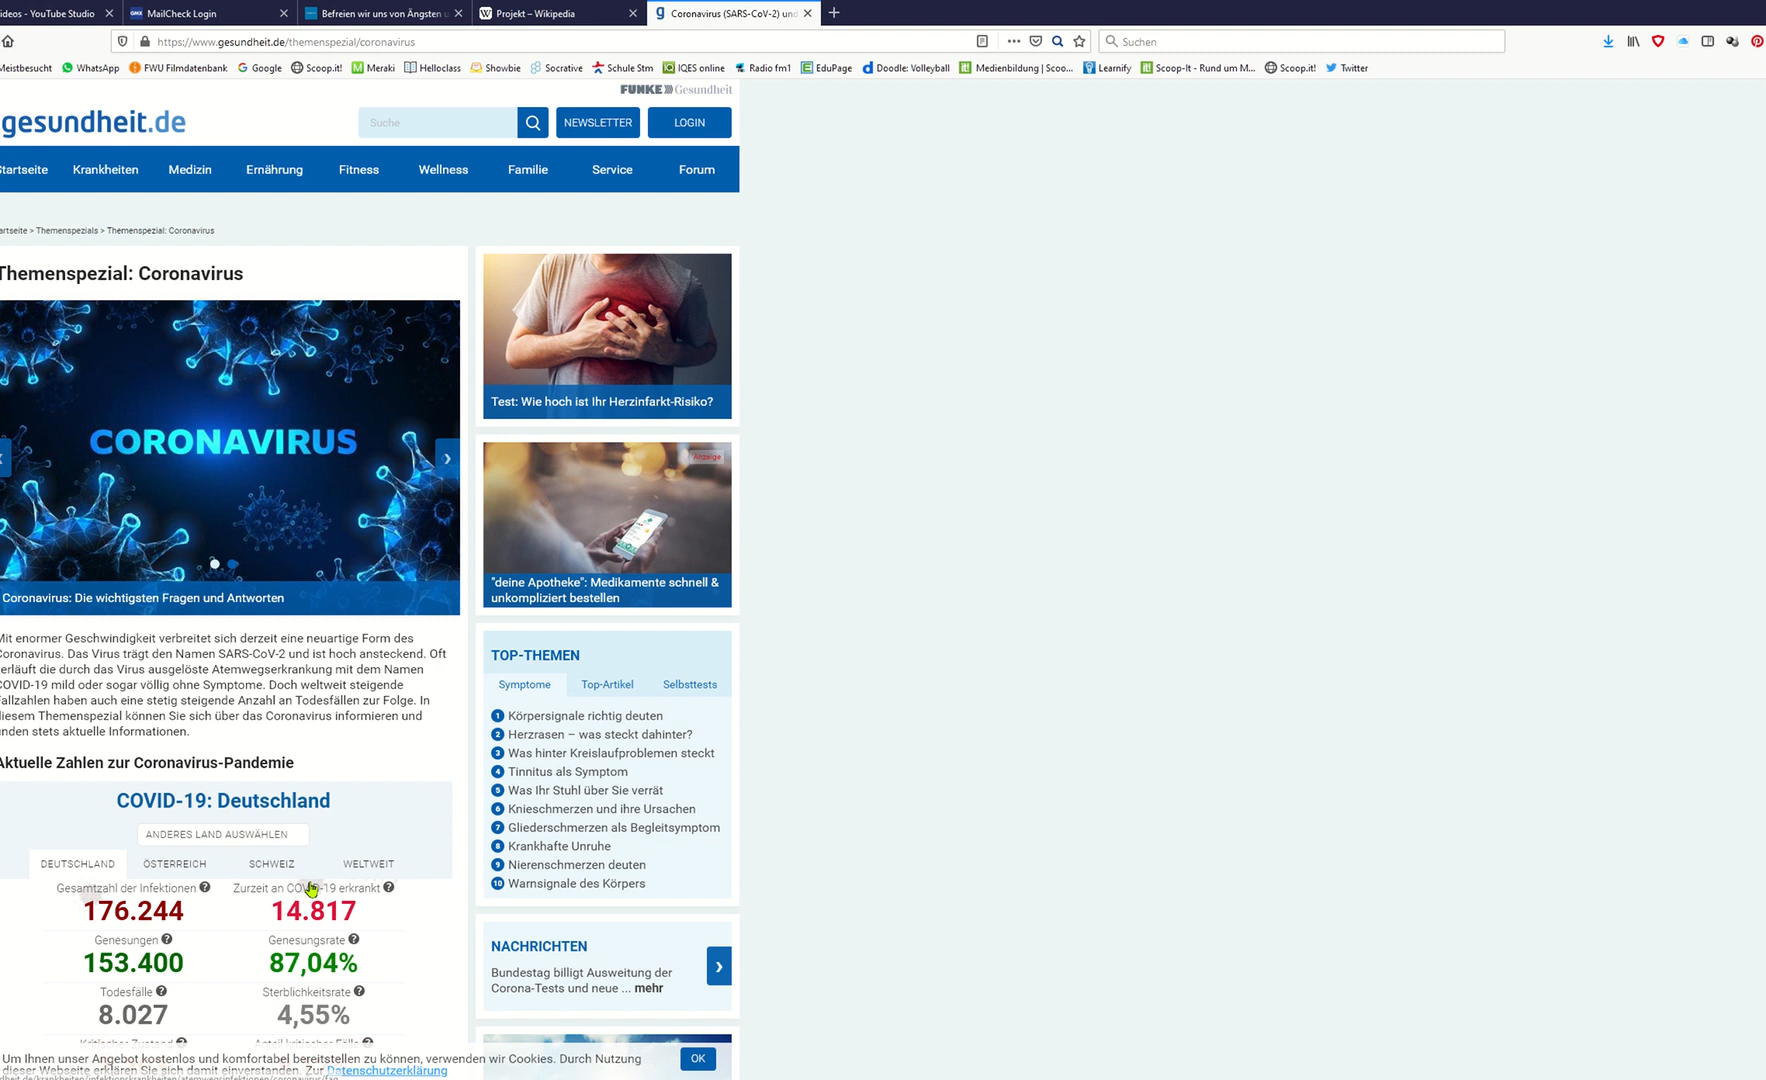 ideos - YouTube Studio
MailCheck Login
Befreien wir uns von Ängsten u
Projekt – Wikipedia
Coronavirus (SARS-CoV-2) und
https://www.gesundheit.de/themenspezial/coronavirus
Suchen
Meistbesucht
WhatsApp
FWU Filmdatenbank
Google
Scoop.it!
Meraki
Helloclass
Showbie
Socrative
Schule Stm
IQES online
Radio fm1
EduPage
Doodle: Volleyball
Medienbildung | Scoo...
Learnify
Scoop-It - Rund um M...
Scoop.it!
Twitter
FUNKE Gesundheit
gesundheit.de
Suche
NEWSLETTER
LOGIN
Startseite
Krankheiten
Medizin
Ernährung
Fitness
Wellness
Familie
Service
Forum
artseite > Themenspezials > Themenspezial: Coronavirus
Themenspezial: Coronavirus
CORONAVIRUS
Coronavirus: Die wichtigsten Fragen und Antworten
Mit enormer Geschwindigkeit verbreitet sich derzeit eine neuartige Form des
Coronavirus. Das Virus trägt den Namen SARS-CoV-2 und ist hoch ansteckend. Oft
erläuft die durch das Virus ausgelöste Atemwegserkrankung mit dem Namen
COVID-19 mild oder sogar völlig ohne Symptome. Doch weltweit steigende
Fallzahlen haben auch eine stetig steigende Anzahl an Todesfällen zur Folge. In
diesem Themenspezial können Sie sich über das Coronavirus informieren und
inden stets aktuelle Informationen.
Aktuelle Zahlen zur Coronavirus-Pandemie
COVID-19: Deutschland
ANDERES LAND AUSWÄHLEN
DEUTSCHLAND
ÖSTERREICH
SCHWEIZ
WELTWEIT
Gesamtzahl der Infektionen
Zurzeit an COVID-19 erkrankt
176.244
14.817
Genesungen
Genesungsrate
153.400
87,04%
Todesfälle
Sterblichkeitsrate
8.027
4,55%
Test: Wie hoch ist Ihr Herzinfarkt-Risiko?
Anzeige
"deine Apotheke": Medikamente schnell &
unkompliziert bestellen
TOP-THEMEN
Symptome
Top-Artikel
Selbsttests
1 Körpersignale richtig deuten
2 Herzrasen – was steckt dahinter?
3 Was hinter Kreislaufproblemen steckt
4 Tinnitus als Symptom
5 Was Ihr Stuhl über Sie verrät
6 Knieschmerzen und ihre Ursachen
7 Gliederschmerzen als Begleitsymptom
8 Krankhafte Unruhe
9 Nierenschmerzen deuten
10 Warnsignale des Körpers
NACHRICHTEN
Bundestag billigt Ausweitung der
Corona-Tests und neue ... mehr
Um Ihnen unser Angebot kostenlos und komfortabel bereitstellen zu können, verwenden wir Cookies. Durch Nutzung
dieser Webseite erklären Sie sich damit einverstanden. Zur Datenschutzerklärung
OK